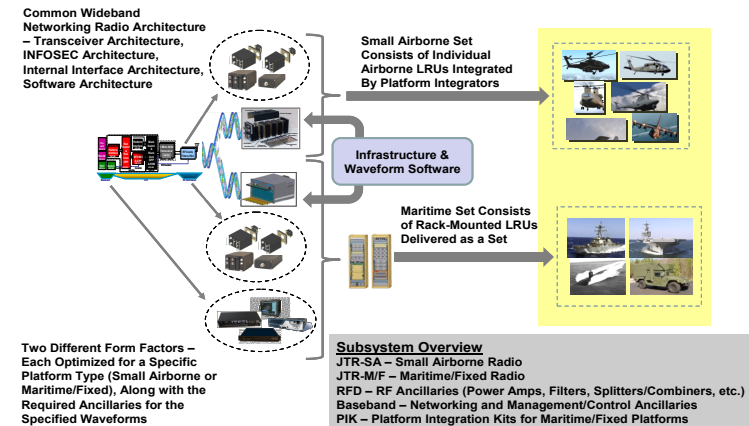 Common Wideband
Networking Radio Architecture
– Transceiver Architecture,
INFOSEC Architecture,
Internal Interface Architecture,
Software Architecture
Small Airborne Set
Consists of Individual
Airborne LRUs Integrated
By Platform Integrators
Infrastructure &
Waveform Software
Maritime Set Consists
of Rack-Mounted LRUs
Delivered as a Set
Two Different Form Factors –
Each Optimized for a Specific
Platform Type (Small Airborne or
Maritime/Fixed), Along with the
Required Ancillaries for the
Specified Waveforms
Subsystem Overview
JTR-SA – Small Airborne Radio
JTR-M/F – Maritime/Fixed Radio
RFD – RF Ancillaries (Power Amps, Filters, Splitters/Combiners, etc.)
Baseband – Networking and Management/Control Ancillaries
PIK – Platform Integration Kits for Maritime/Fixed Platforms